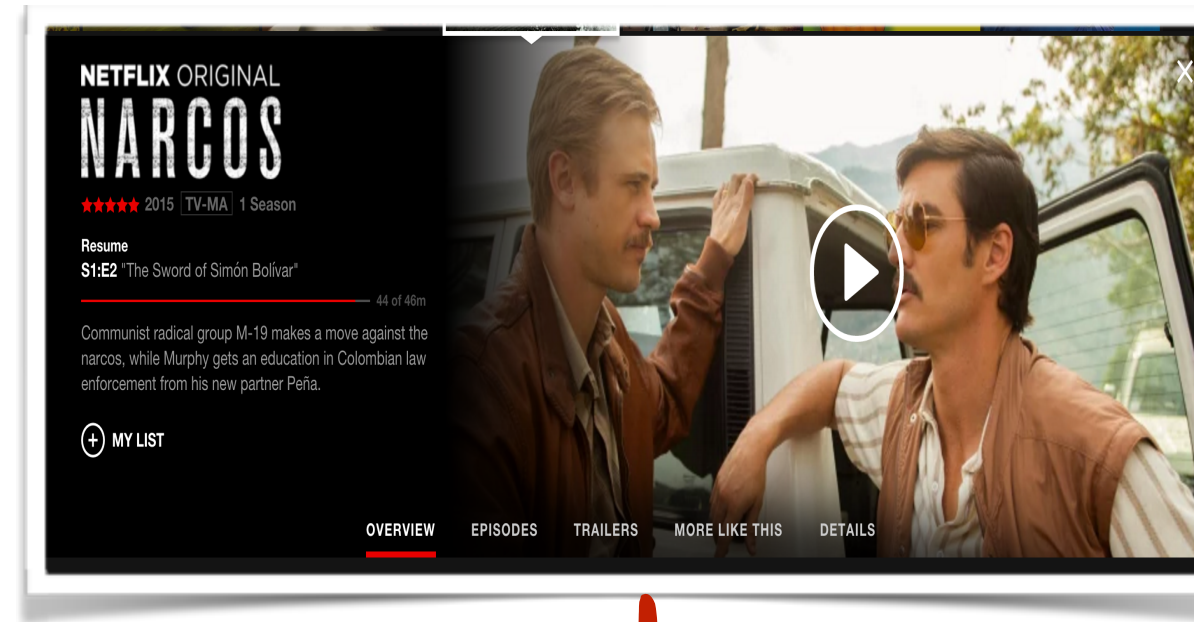 NETFLIX ORIGINAL
NARCOS
2015 TV-MA 1 Season
Resume
S1:E2 "The Sword of Simón Bolívar"
44 of 46m
Communist radical group M-19 makes a move against the
narcos, while Murphy gets an education in Colombian law
enforcement from his new partner Peña.
+ MY LIST
OVERVIEW EPISODES TRAILERS MORE LIKE THIS DETAILS
X